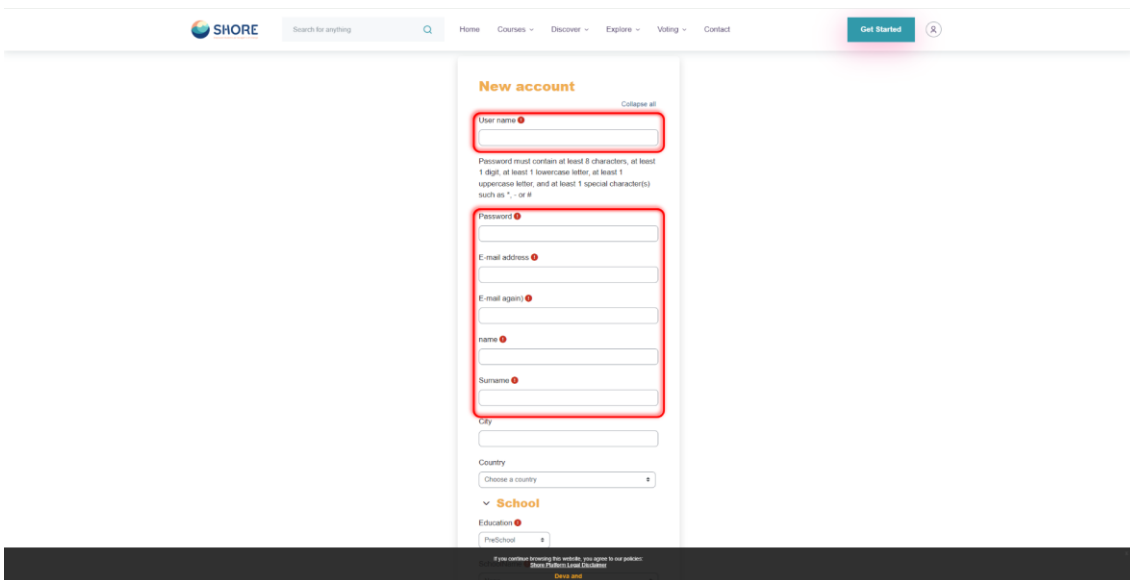 SHORE
Search for anything
Home Courses Discover Explore Voting Contact
Get Started
New account
Collapse all
User name
Password must contain at least 8 characters, at least
1 digit, at least 1 lowercase letter, at least 1
uppercase letter, and at least 1 special character(s)
such as *, - or #
Password
E-mail address
E-mail again)
name
Surname
City
Country
Choose a country
School
Education
PreSchool
If you continue browsing this website, you agree to our policies:
Shore Platform Legal Disclaimer
Deva and